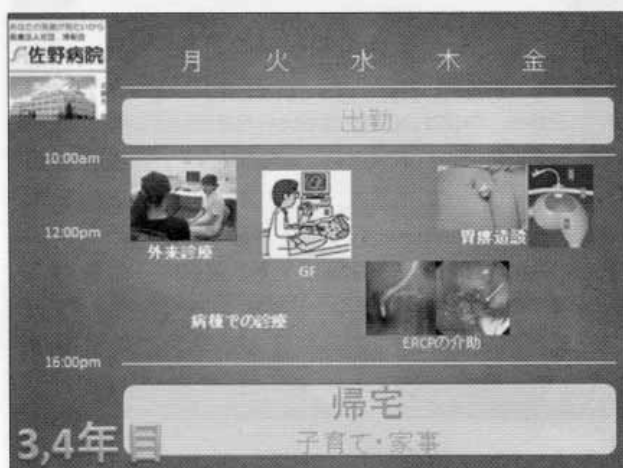 佐野病院
月 火 水 木 金
出勤
10:00am
外来診療
GF
胃瘻造設
12:00pm
病棟での診療
ERCPの介助
16:00pm
帰宅
子育て・家事
3,4年目